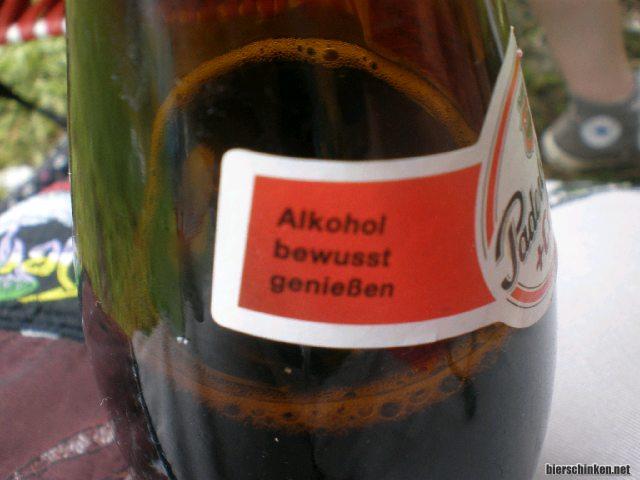 Alkohol
bewusst
genießen
bierschinken.net